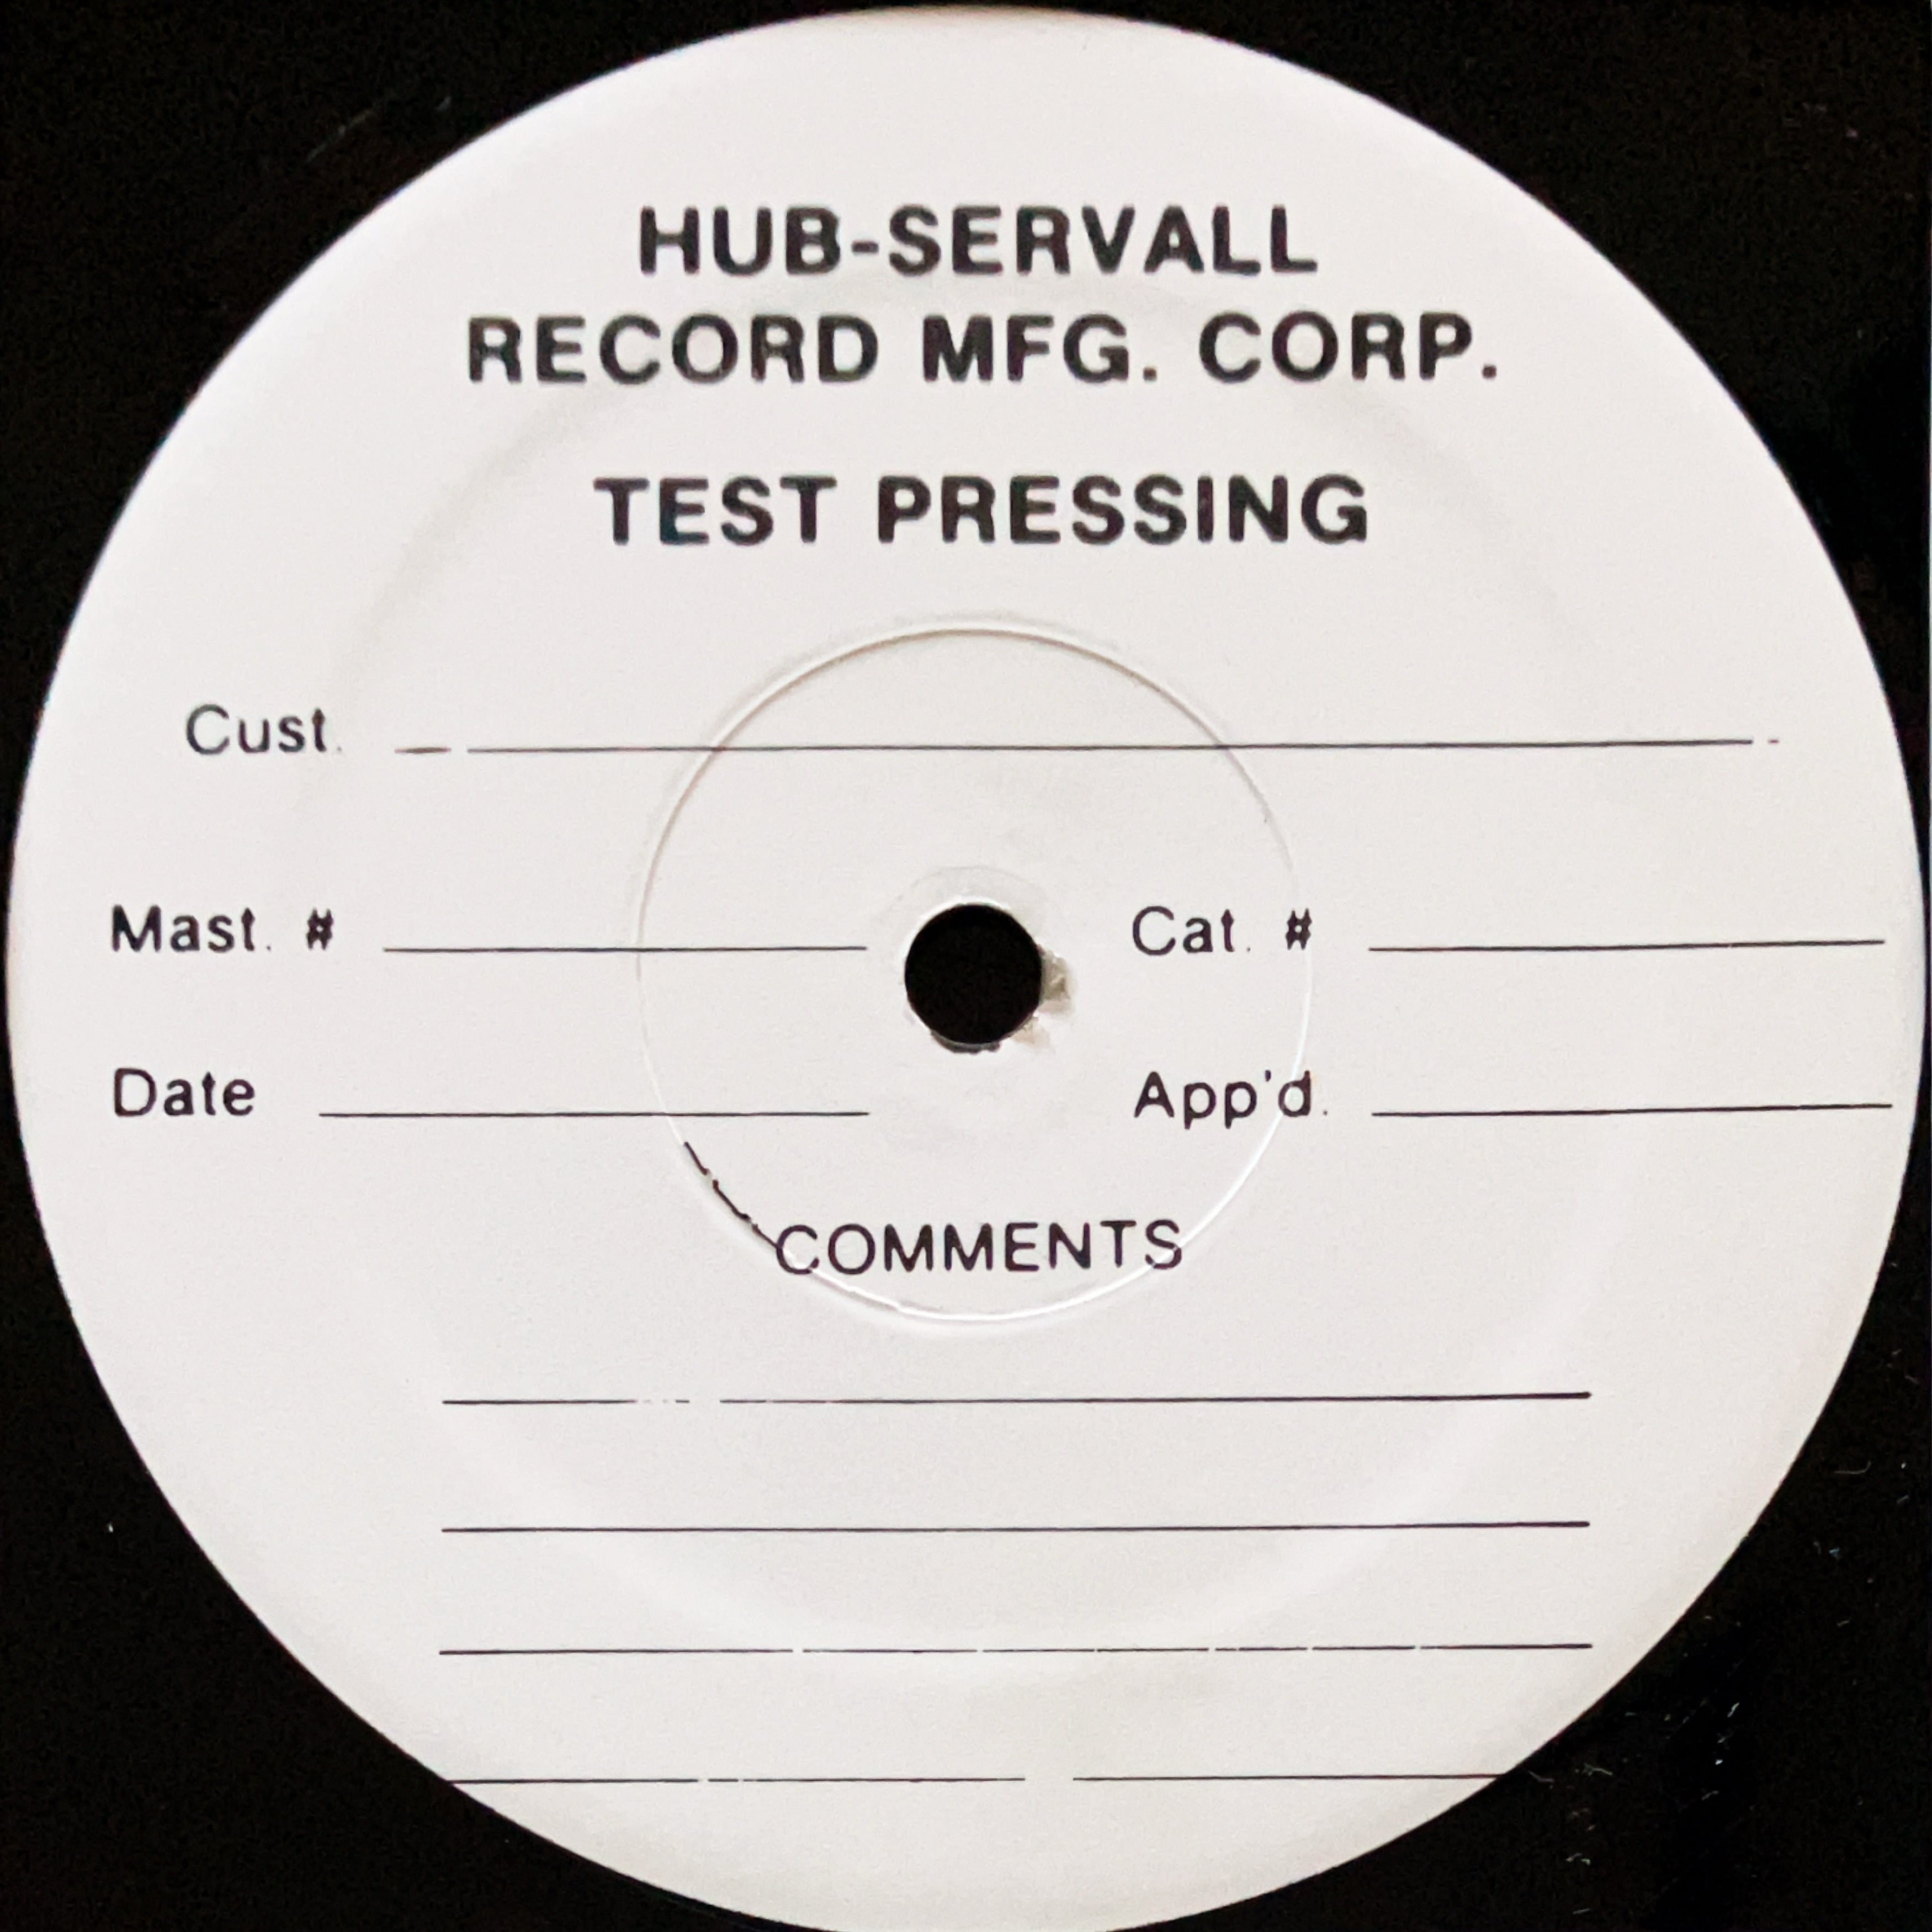 HUB-SERVALL
RECORD MFG. CORP.
TEST PRESSING
Cust.
Mast. # Cat. #
Date App'd.
COMMENTS